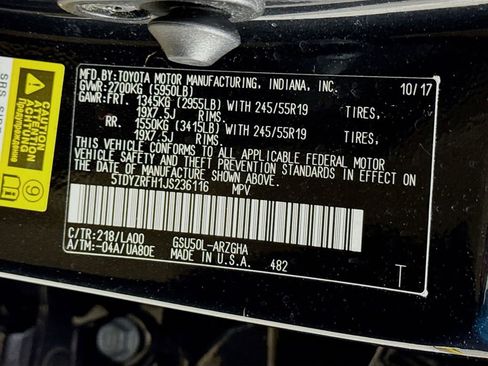 MFD.BY: TOYOTA MOTOR MANUFACTURING, INDIANA, INC. 10/17
GVWR: 2700KG (5950LB)
GAWR:FRT. 1345KG (2955LB) WITH 245/55R19 TIRES,
19X7.5J RIMS.
RR. 1550KG (3415LB) WITH 245/55R19 TIRES,
19X7.5J RIMS.
THIS VEHICLE CONFORMS TO ALL APPLICABLE FEDERAL MOTOR
VEHICLE SAFETY AND THEFT PREVENTION STANDARDS IN EFFECT ON
THE DATE OF MANUFACTURE SHOWN ABOVE.
5TDYZRFH1JS236116 MPV
C/TR:218/LA00 GSU50L-ARZGHA
A/TM:-04A/UA80E MADE IN U.S.A. 482 T
SRS SIDE